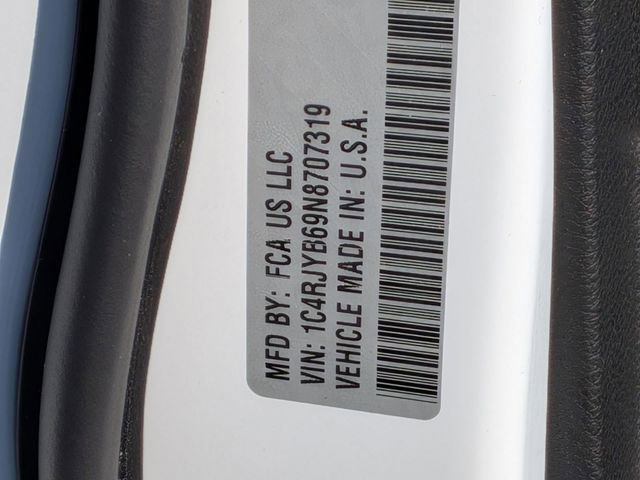 MFD BY: FCA US LLC
VIN: 1C4RJYB69N8707319
VEHICLE MADE IN: U.S.A.